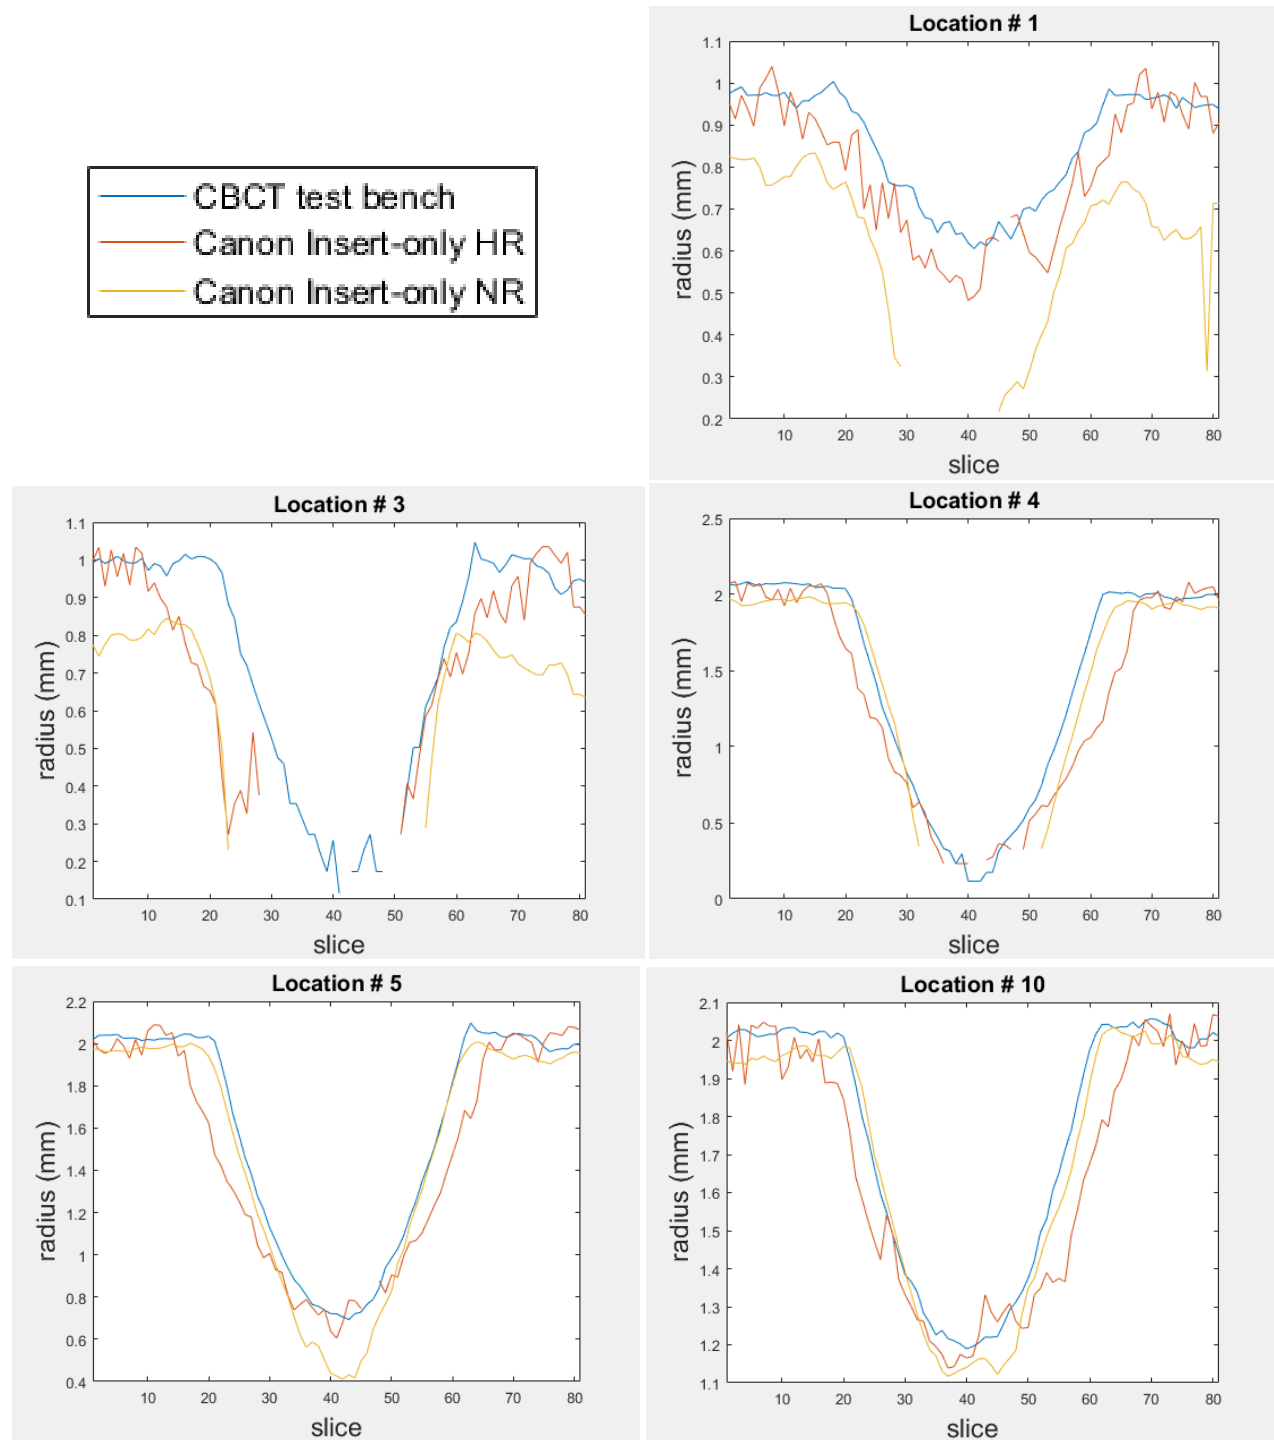 CBCT test bench
Canon Insert-only HR
Canon Insert-only NR
Location # 1
radius (mm)
1.1
1
0.9
0.8
0.7
0.6
0.5
0.4
0.3
0.2
10 20 30 40 50 60 70 80
slice
Location # 3
radius (mm)
1.1
1
0.9
0.8
0.7
0.6
0.5
0.4
0.3
0.2
0.1
10 20 30 40 50 60 70 80
slice
Location # 4
radius (mm)
2.5
2
1.5
1
0.5
0
10 20 30 40 50 60 70 80
slice
Location # 5
radius (mm)
2.2
2
1.8
1.6
1.4
1.2
1
0.8
0.6
0.4
10 20 30 40 50 60 70 80
slice
Location # 10
radius (mm)
2.1
2
1.9
1.8
1.7
1.6
1.5
1.4
1.3
1.2
1.1
10 20 30 40 50 60 70 80
slice